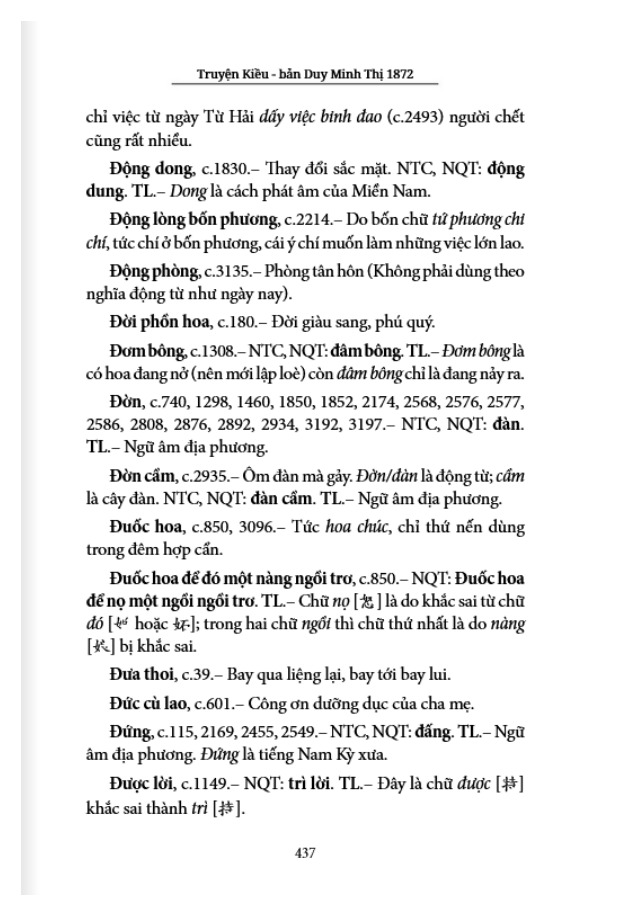 Truyện Kiều - bản Duy Minh Thị 1872
chỉ việc từ ngày Từ Hải dấy việc binh đao (c.2493) người chết
cũng rất nhiều.
Động dong, c.1830.– Thay đổi sắc mặt. NTC, NQT: động
dung. TL.– Dong là cách phát âm của Miền Nam.
Động lòng bốn phương, c.2214.– Do bốn chữ tứ phương chi
chí, tức chí ở bốn phương, cái ý chí muốn làm những việc lớn lao.
Động phòng, c.3135.– Phòng tân hôn (Không phải dùng theo
nghĩa động từ như ngày nay).
Đời phồn hoa, c.180.– Đời giàu sang, phú quý.
Đơm bông, c.1308.– NTC, NQT: đâm bông. TL.– Đơm bông là
có hoa đang nở (nên mới lập loè) còn đâm bông chỉ là đang nảy ra.
Đờn, c.740, 1298, 1460, 1850, 1852, 2174, 2568, 2576, 2577,
2586, 2808, 2876, 2892, 2934, 3192, 3197.– NTC, NQT: đàn.
TL.– Ngữ âm địa phương.
Đờn cầm, c.2935.– Ôm đàn mà gảy. Đờn/đàn là động từ; cầm
là cây đàn. NTC, NQT: đàn cầm. TL.– Ngữ âm địa phương.
Đuốc hoa, c.850, 3096.– Tức hoa chúc, chỉ thứ nến dùng
trong đêm hợp cẩn.
Đuốc hoa để đó một nàng ngồi trơ, c.850.– NQT: Đuốc hoa
để nọ một ngồi ngồi trơ. TL.– Chữ nọ [] là do khắc sai từ chữ
đó [ hoặc ]; trong hai chữ ngồi thì chữ thứ nhất là do nàng
[] bị khắc sai.
Đưa thoi, c.39.– Bay qua liệng lại, bay tới bay lui.
Đức cù lao, c.601.– Công ơn dưỡng dục của cha mẹ.
Đứng, c.115, 2169, 2455, 2549.– NTC, NQT: đấng. TL.– Ngữ
âm địa phương. Đứng là tiếng Nam Kỳ xưa.
Được lời, c.1149.– NQT: trì lời. TL.– Đây là chữ được []
khắc sai thành trì [持].
437